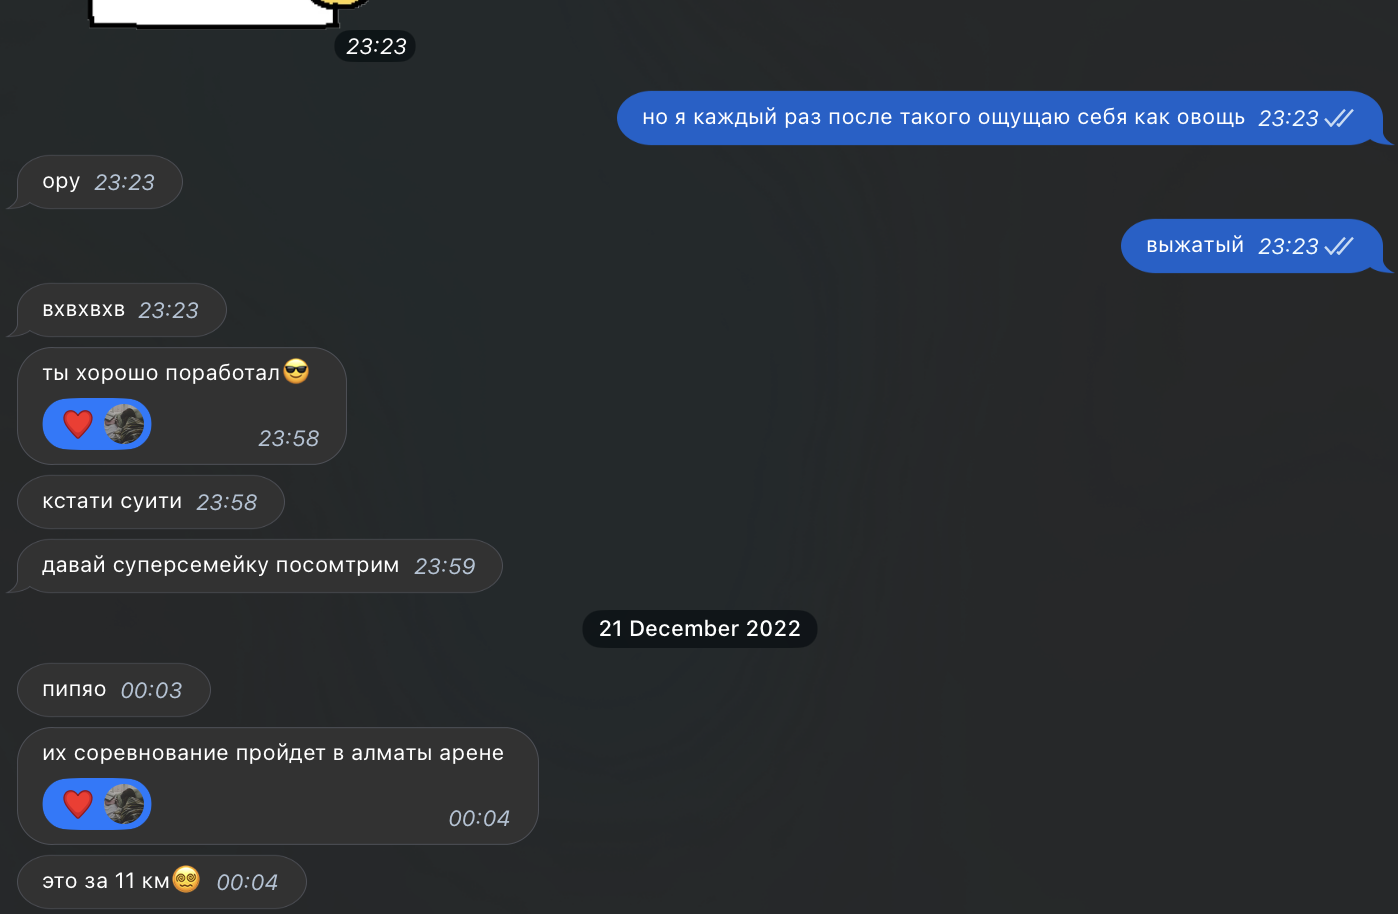 23:23
но я каждый раз после такого ощущаю себя как овощь 23:23
ору 23:23
выжатый 23:23
вхвхвхв 23:23
ты хорошо поработал😎
❤️
23:58
кстати суити 23:58
давай суперсемейку посомтрим 23:59
21 December 2022
пипяо 00:03
их соревнование пройдет в алматы арене
❤️
00:04
это за 11 км😵‍💫 00:04